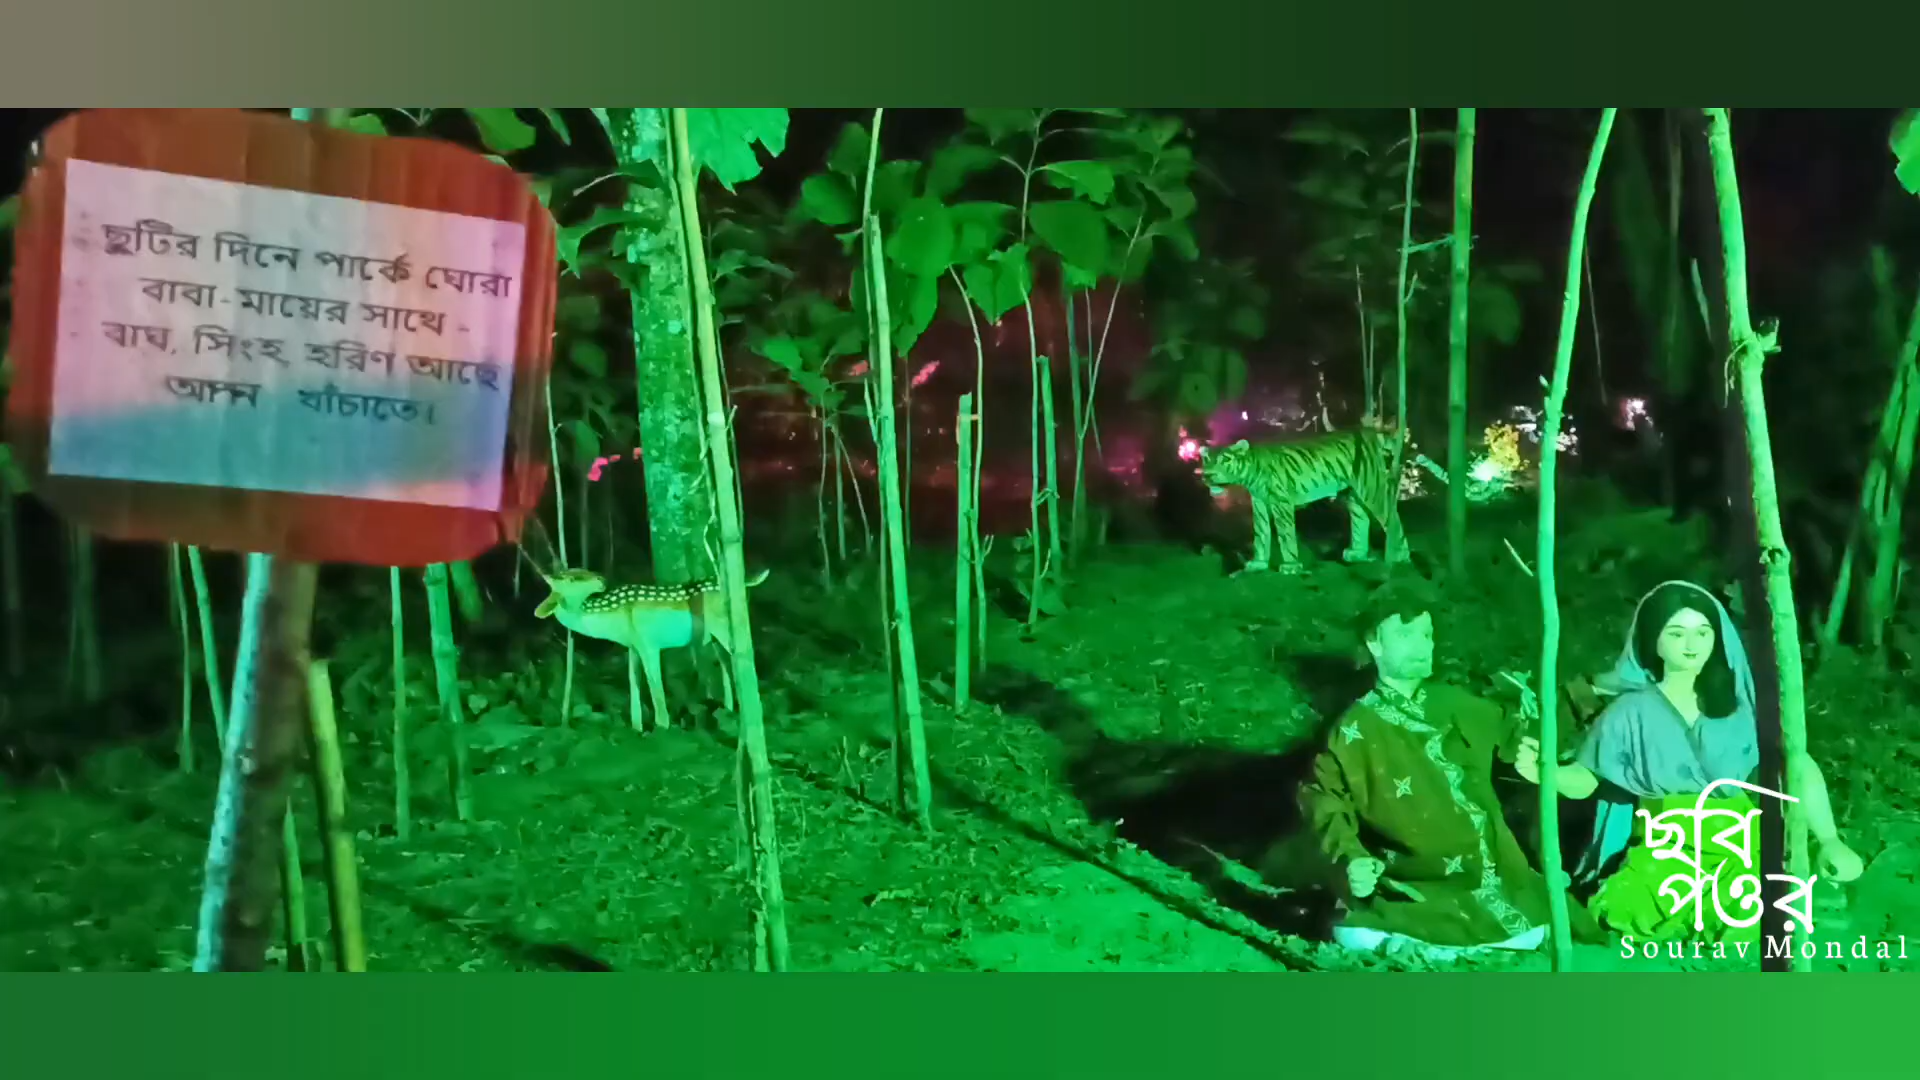 ছুটির দিনে পার্কে ঘোরা
বাবা-মায়ের সাথে -
বাঘ, সিংহ, হরিণ আছে
আপন খাঁচাতে।
ছবি
পত্তর
Sourav Mondal